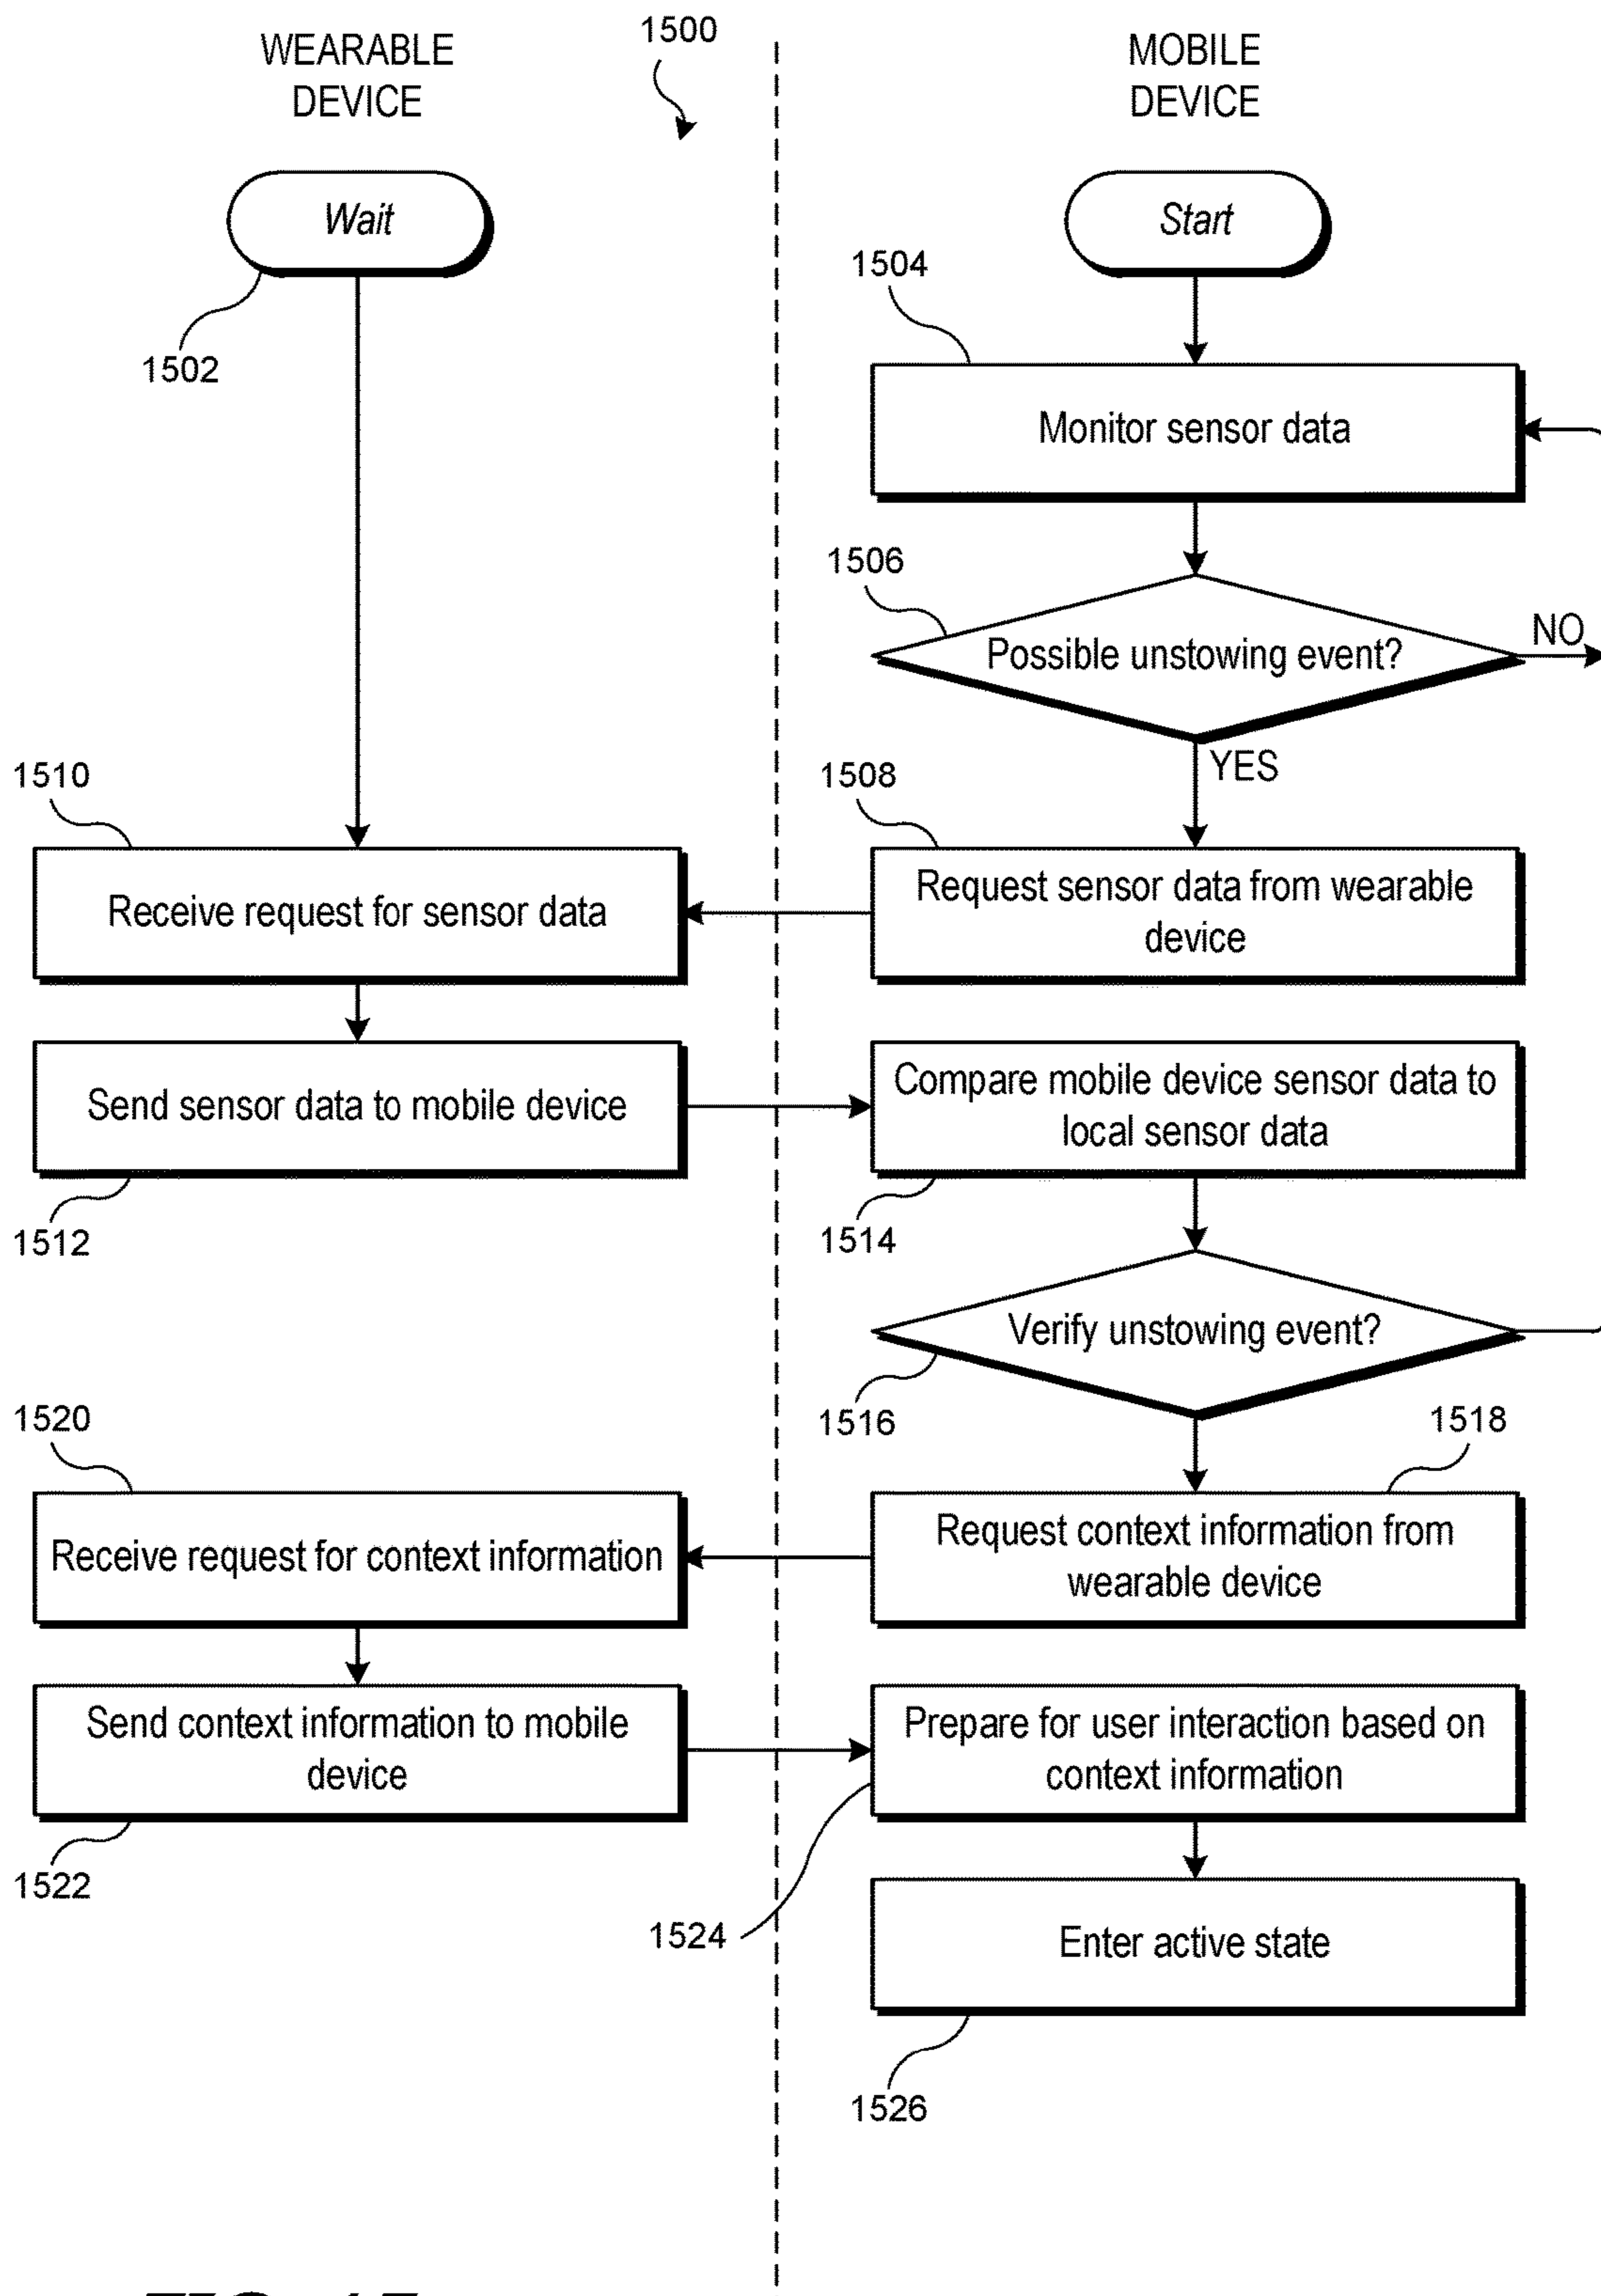 WEARABLE
DEVICE
1500
MOBILE
DEVICE
Wait
Start
1502
1504
Monitor sensor data
1506
Possible unstowing event?
NO
YES
1510
1508
Receive request for sensor data
Request sensor data from wearable
device
Send sensor data to mobile device
Compare mobile device sensor data to
local sensor data
1512
1514
Verify unstowing event?
1516
1520
1518
Receive request for context information
Request context information from
wearable device
Send context information to mobile
device
Prepare for user interaction based on
context information
1522
1524
Enter active state
1526